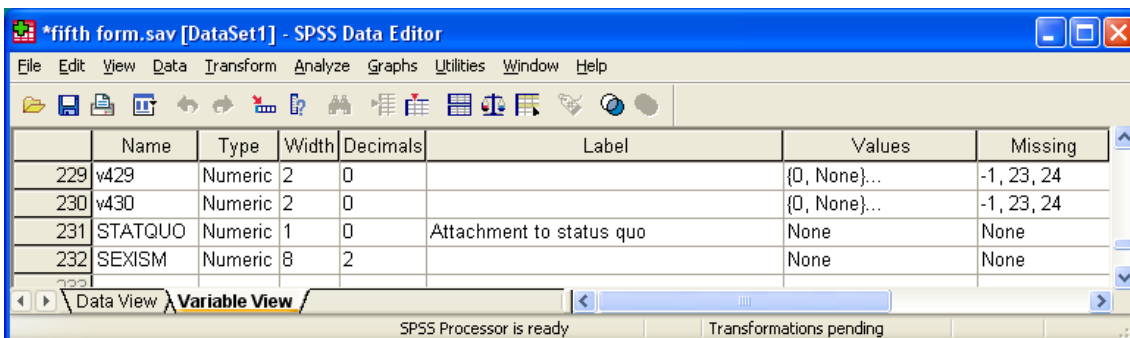 *fifth form.sav [DataSet1] - SPSS Data Editor
File Edit View Data Transform Analyze Graphs Utilities Window Help
Name Type Width Decimals Label Values Missing
229 v429 Numeric 2 0 {0, None}... -1, 23, 24
230 v430 Numeric 2 0 {0, None}... -1, 23, 24
231 STATQUO Numeric 1 0 Attachment to status quo None None
232 SEXISM Numeric 8 2 None None
Data View Variable View
SPSS Processor is ready Transformations pending